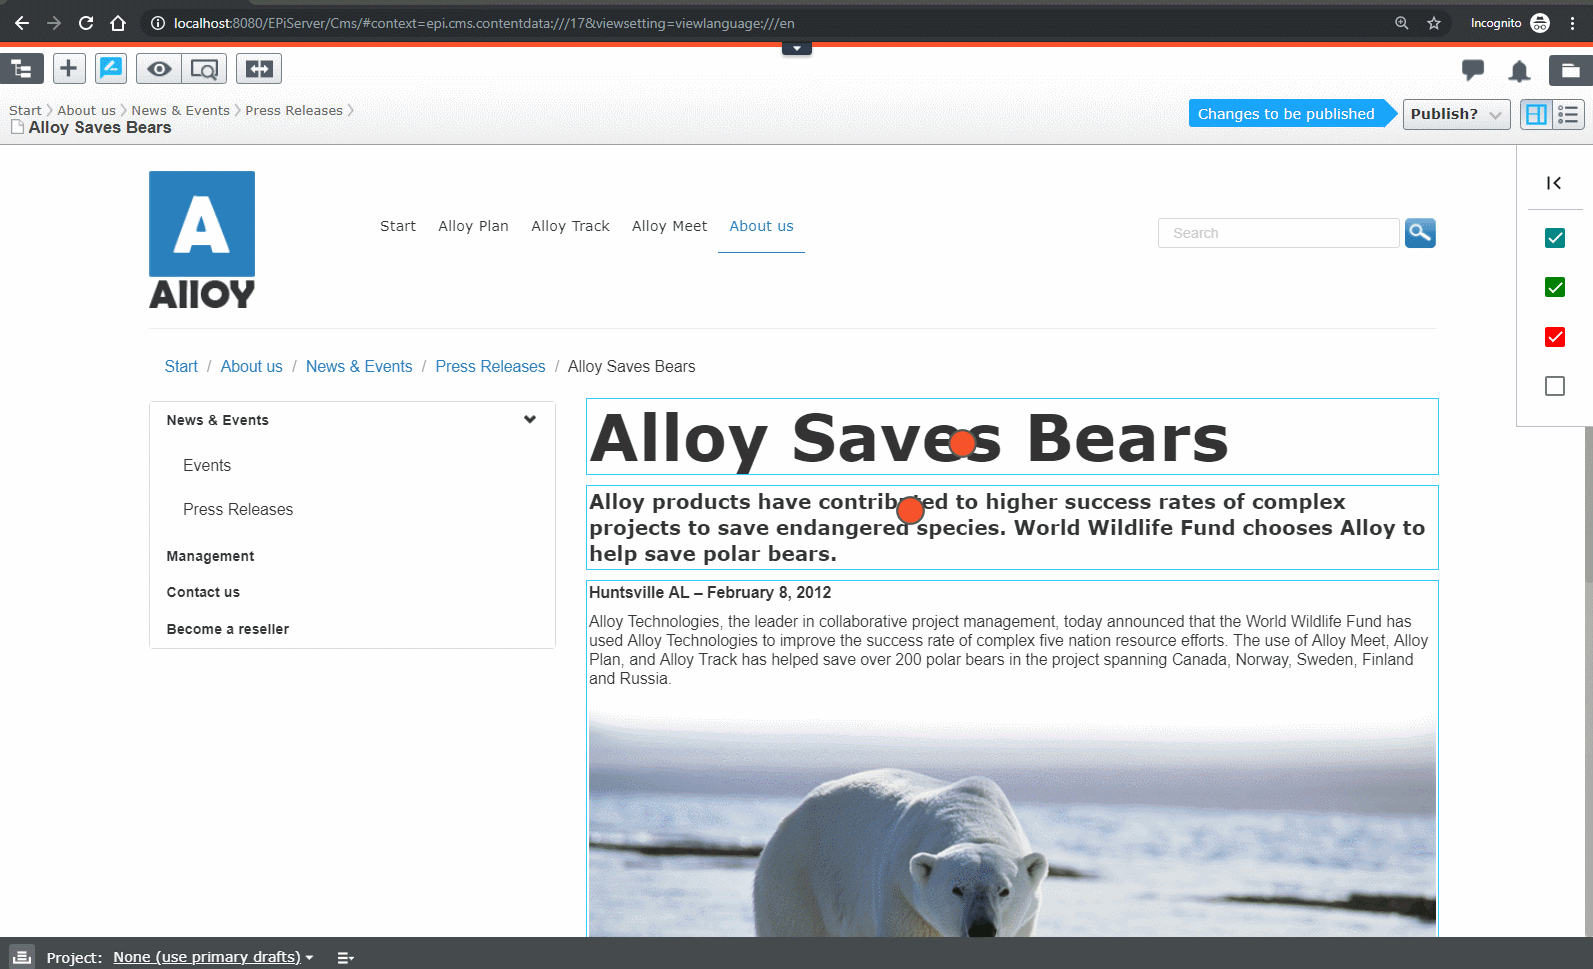 localhost:8080/EPiServer/Cms/#context=epi.cms.contentdata:///17&viewsetting=viewlanguage:///en
Incognito
Start About us News & Events Press Releases
Alloy Saves Bears
Changes to be published
Publish?
A
Alloy
Start Alloy Plan Alloy Track Alloy Meet About us
Search
Start / About us / News & Events / Press Releases / Alloy Saves Bears
News & Events
Events
Press Releases
Management
Contact us
Become a reseller
Alloy Saves Bears
Alloy products have contributed to higher success rates of complex
projects to save endangered species. World Wildlife Fund chooses Alloy to
help save polar bears.
Huntsville AL – February 8, 2012
Alloy Technologies, the leader in collaborative project management, today announced that the World Wildlife Fund has
used Alloy Technologies to improve the success rate of complex five nation resource efforts. The use of Alloy Meet, Alloy
Plan, and Alloy Track has helped save over 200 polar bears in the project spanning Canada, Norway, Sweden, Finland
and Russia.
Project: None (use primary drafts)